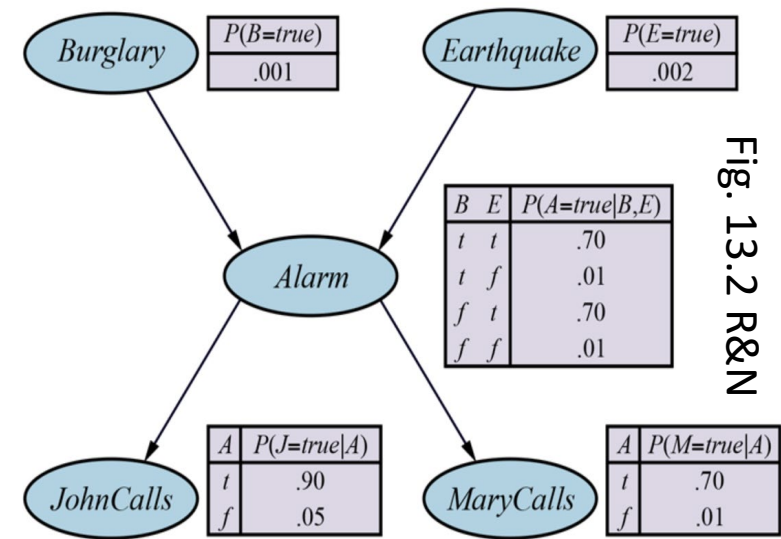 Burglary
P(B=true)
.001
Earthquake
P(E=true)
.002
B E P(A=true|B,E)
t t .70
t f .01
f t .70
f f .01
Alarm
Fig. 13.2 R&N
JohnCalls
A P(J=true|A)
t .90
f .05
MaryCalls
A P(M=true|A)
t .70
f .01